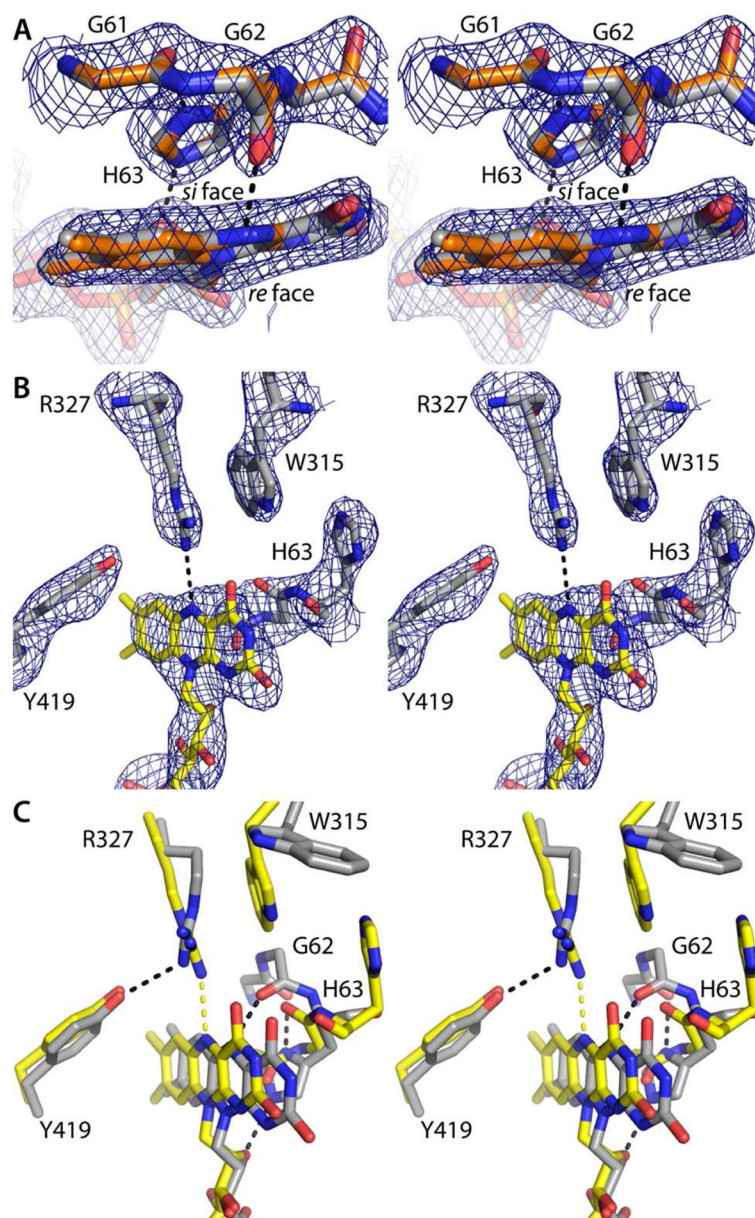 A
G61 G62 G61 G62
H63 H63
si face si face
re face re face
B
R327 R327
W315 W315
H63 H63
Y419 Y419
C
W315 W315
R327 R327
G62 G62
H63 H63
Y419 Y419